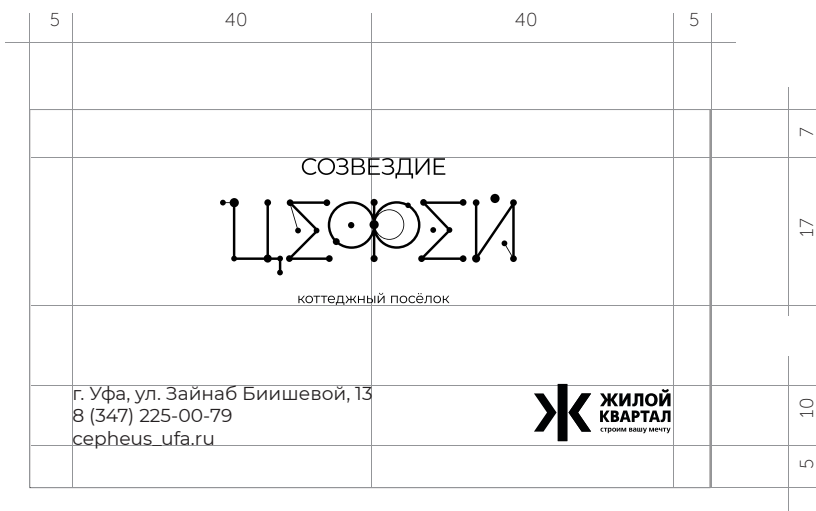 5 40 40 5
7
СОЗВЕЗДИЕ
ЦЕФЕЙ
17
коттеджный посёлок
г. Уфа, ул. Зайнаб Биишевой, 13
8 (347) 225-00-79
cepheus_ufa.ru
ЖК
ЖИЛОЙ
КВАРТАЛ
строим вашу мечту
10
5